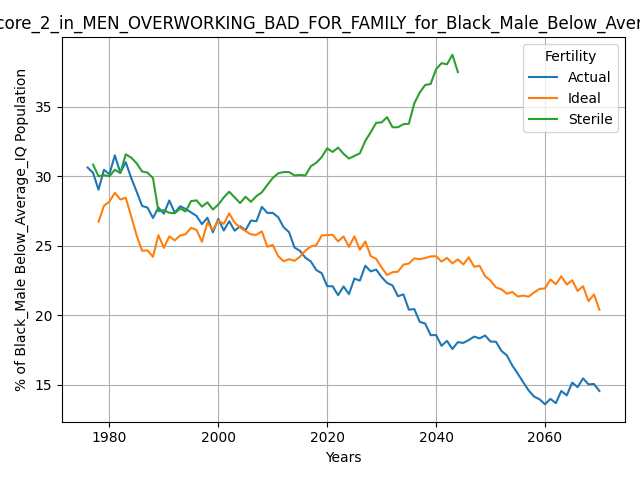 core_2_in_MEN_OVERWORKING_BAD_FOR_FAMILY_for_Black_Male_Below_Aver
% of Black_Male Below_Average_IQ Population
35
30
25
20
15
Fertility
Actual
Ideal
Sterile
1980
2000
2020
2040
2060
Years